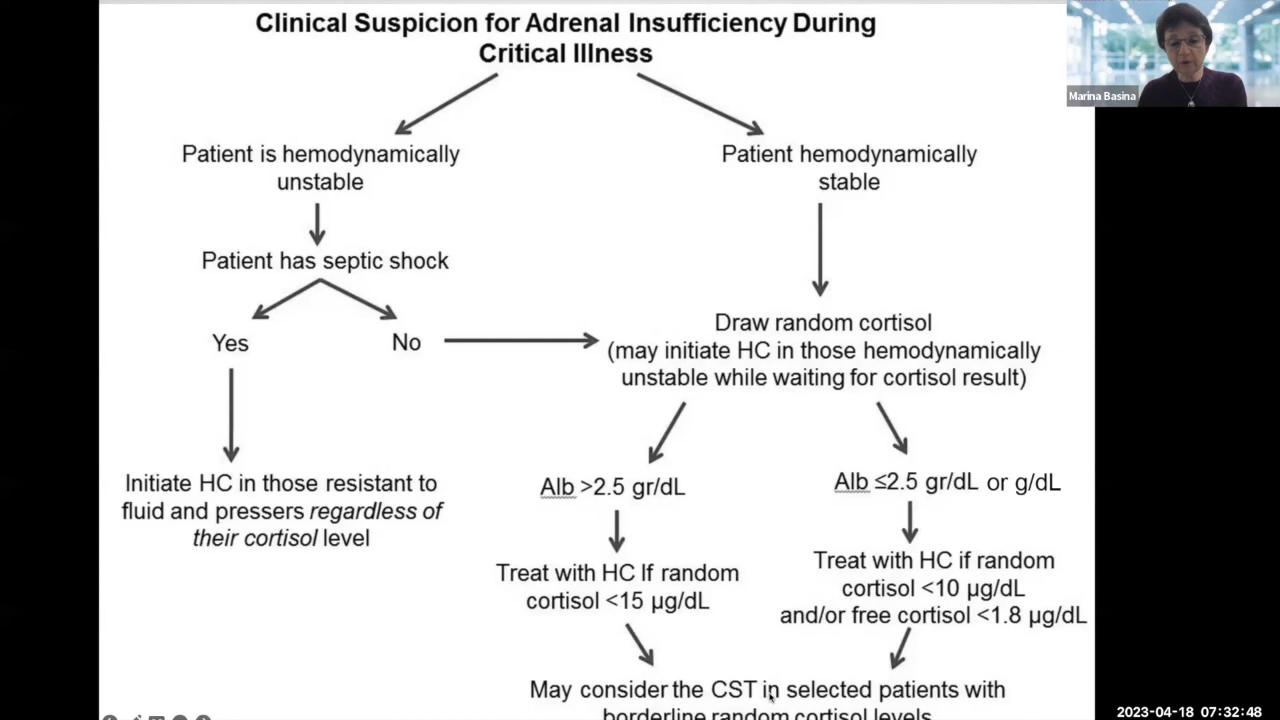 Clinical Suspicion for Adrenal Insufficiency During
Critical Illness
Marina Basina
Patient is hemodynamically
unstable
Patient hemodynamically
stable
Patient has septic shock
Yes
No
Draw random cortisol
(may initiate HC in those hemodynamically
unstable while waiting for cortisol result)
Initiate HC in those resistant to
fluid and pressers regardless of
their cortisol level
Alb >2.5 gr/dL
Alb ≤2.5 gr/dL or g/dL
Treat with HC If random
cortisol <15 µg/dL
Treat with HC if random
cortisol <10 µg/dL
and/or free cortisol <1.8 µg/dL
May consider the CST in selected patients with
borderline random cortisol levels
2023-04-18 07:32:48